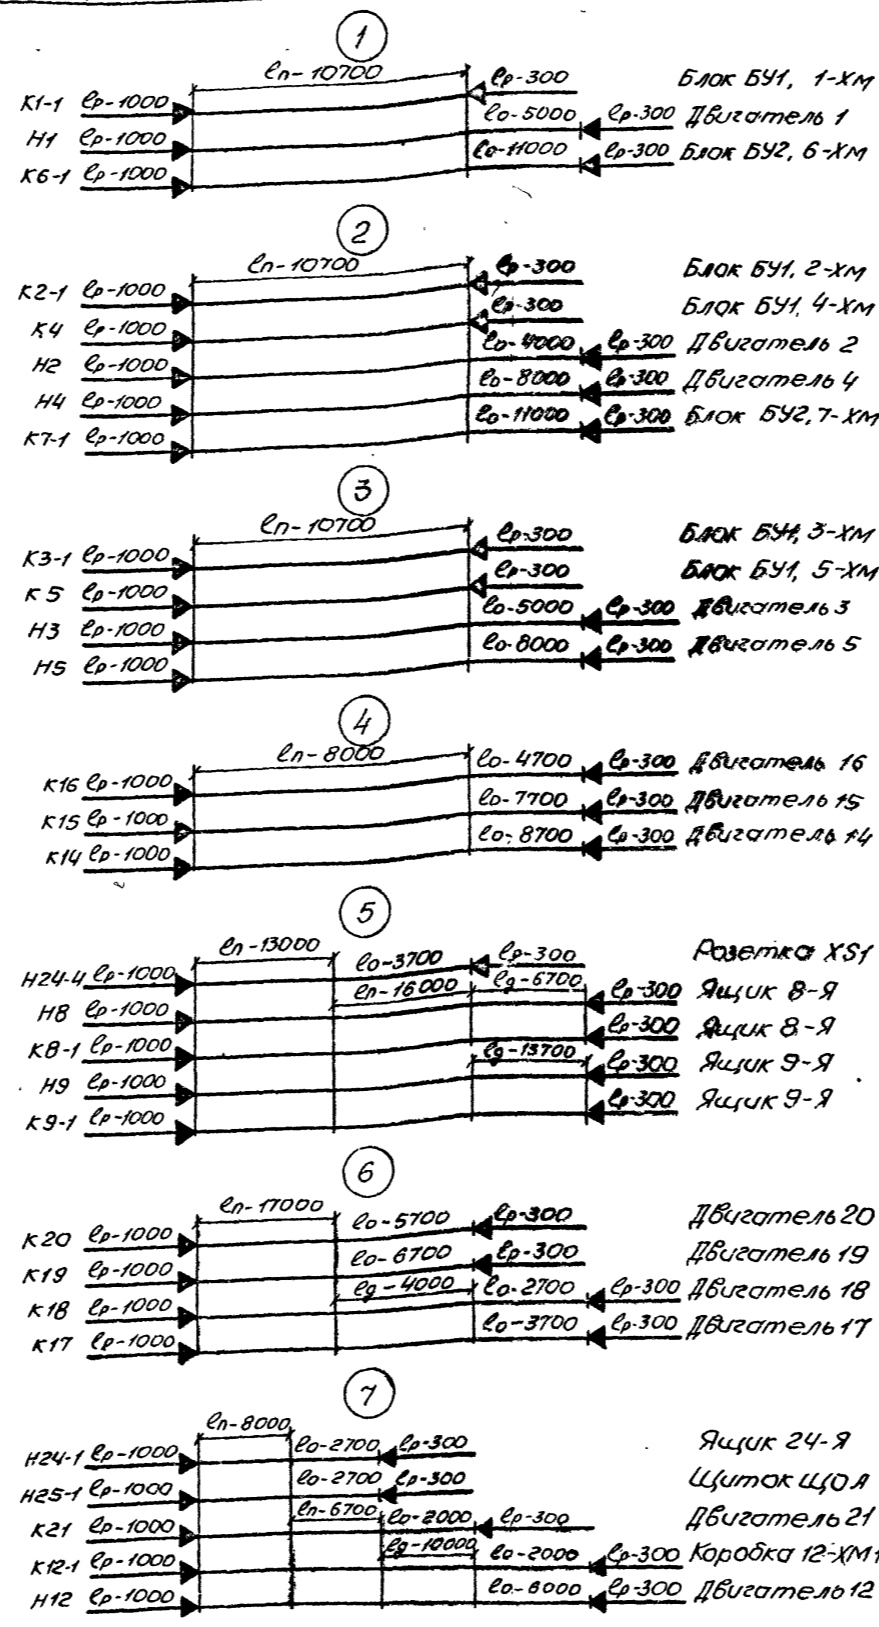 1
lп-10700
К1-1 lр-1000 lр-300 Блок БУ1, 1-ХМ
Н1 lр-1000 lо-5000 lр-300 Двигатель 1
К6-1 lр-1000 lо-11000 lр-300 Блок БУ2, 6-ХМ
2
lп-10700
К2-1 lр-1000 lр-300 Блок БУ1, 2-ХМ
К4 lр-1000 lр-300 Блок БУ1, 4-ХМ
Н2 lр-1000 lо-4000 lр-300 Двигатель 2
Н4 lр-1000 lо-8000 lр-300 Двигатель 4
К7-1 lр-1000 lо-11000 lр-300 Блок БУ2, 7-ХМ
3
lп-10700
К3-1 lр-1000 lр-300 Блок БУ1, 3-ХМ
К5 lр-1000 lр-300 Блок БУ1, 5-ХМ
Н3 lр-1000 lо-5000 lр-300 Двигатель 3
Н5 lр-1000 lо-8000 lр-300 Двигатель 5
4
lп-8000
К16 lр-1000 lо-4700 lр-300 Двигатель 16
К15 lр-1000 lо-7700 lр-300 Двигатель 15
К14 lр-1000 lо-8700 lр-300 Двигатель 14
5
lп-13000
Н24-4 lр-1000 lо-3700 lр-300 Розетка XS1
lп-16000 lд-6700
Н8 lр-1000 lр-300 Ящик 8-Я
К8-1 lр-1000 lр-300 Ящик 8-Я
lд-13700
Н9 lр-1000 lр-300 Ящик 9-Я
К9-1 lр-1000 lр-300 Ящик 9-Я
6
lп-17000
К20 lр-1000 lо-5700 lр-300 Двигатель 20
К19 lр-1000 lо-6700 lр-300 Двигатель 19
lд-4000
К18 lр-1000 lо-2700 lр-300 Двигатель 18
К17 lр-1000 lо-3700 lр-300 Двигатель 17
7
lп-8000
Н24-1 lр-1000 lо-2700 lр-300 Ящик 24-Я
Н25-1 lр-1000 lо-2700 lр-300 Щиток ЩОА
lп-6700
К21 lр-1000 lо-2000 lр-300 Двигатель 21
lд-10000
К12-1 lр-1000 lо-2000 lр-300 Коробка 12-ХМ1
Н12 lр-1000 lо-6000 lр-300 Двигатель 12